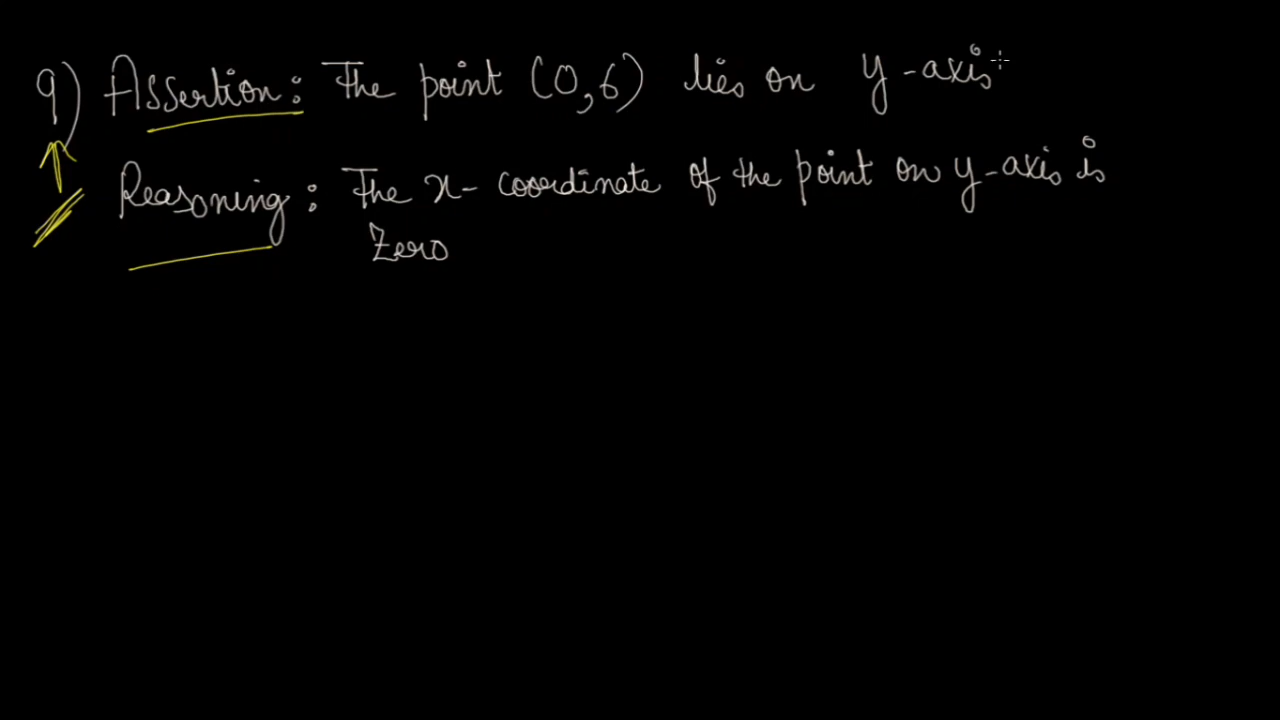 9) Assertion: The point (0,6) lies on y-axis
Reasoning: The x- coordinate of the point on y-axis is
Zero